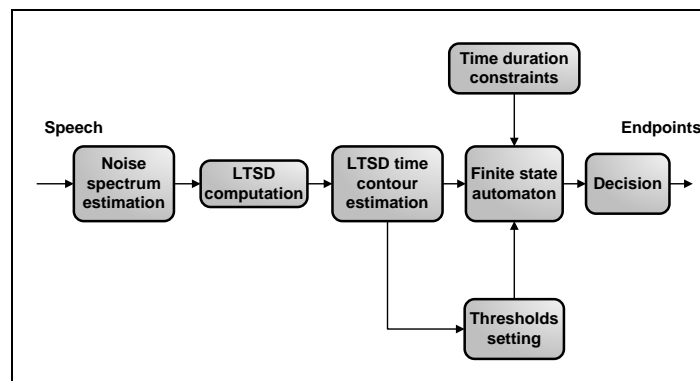 Time duration
constraints
Speech
Endpoints
Noise
spectrum
estimation
LTSD
computation
LTSD time
contour
estimation
Finite state
automaton
Decision
Thresholds
setting